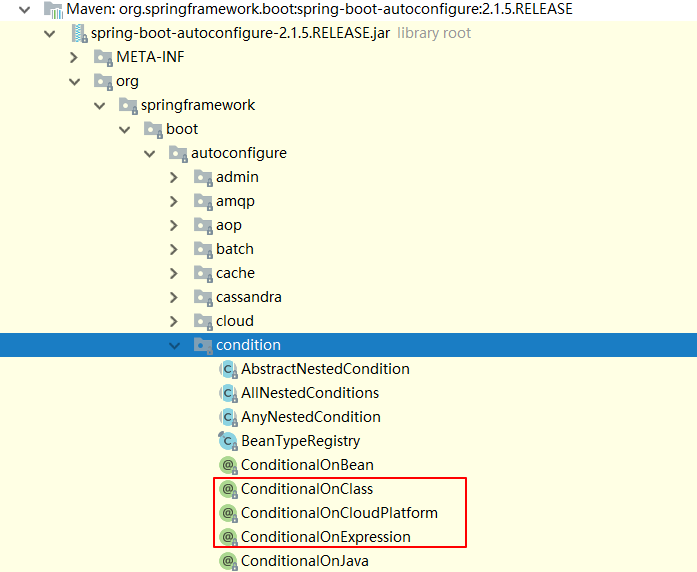 Maven: org.springframework.boot:spring-boot-autoconfigure:2.1.5.RELEASE
spring-boot-autoconfigure-2.1.5.RELEASE.jar library root
META-INF
org
springframework
boot
autoconfigure
admin
amqp
aop
batch
cache
cassandra
cloud
condition
AbstractNestedCondition
AllNestedConditions
AnyNestedCondition
BeanTypeRegistry
ConditionalOnBean
ConditionalOnClass
ConditionalOnCloudPlatform
ConditionalOnExpression
ConditionalOnJava